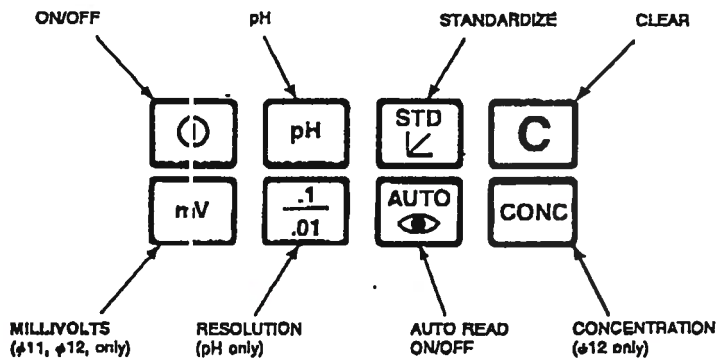 ON/OFF pH STANDARDIZE CLEAR
pH STD C
mV .1 AUTO CONC
.01
MILLIVOLTS RESOLUTION AUTO READ CONCENTRATION
(ϕ11, ϕ12, only) (pH only) ON/OFF (ϕ12 only)